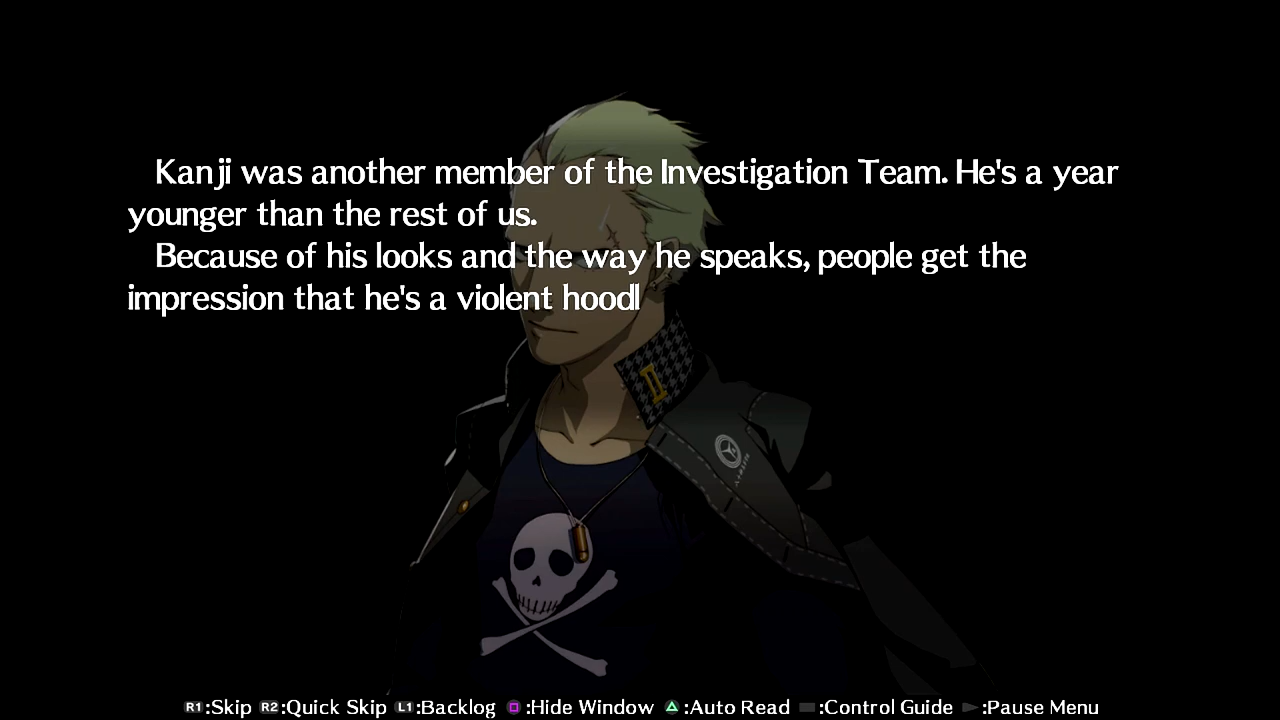 Kanji was another member of the Investigation Team. He's a year
younger than the rest of us.
Because of his looks and the way he speaks, people get the
impression that he's a violent hoodl
R1:Skip R2:Quick Skip L1:Backlog :Hide Window :Auto Read :Control Guide :Pause Menu